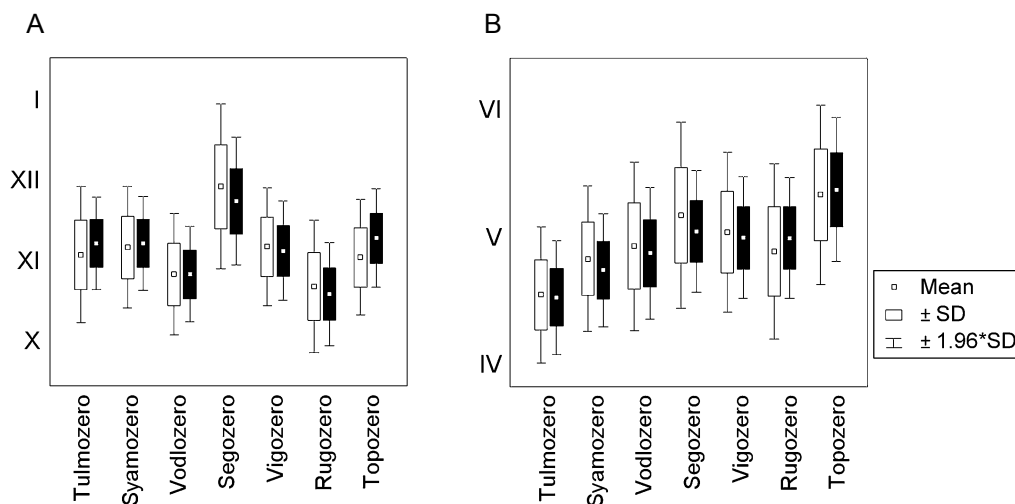 A
I
XII
XI
X
Tulmozero
Syamozero
Vodlozero
Segozero
Vigozero
Rugozero
Topozero
B
VI
V
IV
Tulmozero
Syamozero
Vodlozero
Segozero
Vigozero
Rugozero
Topozero
Mean
± SD
± 1.96*SD